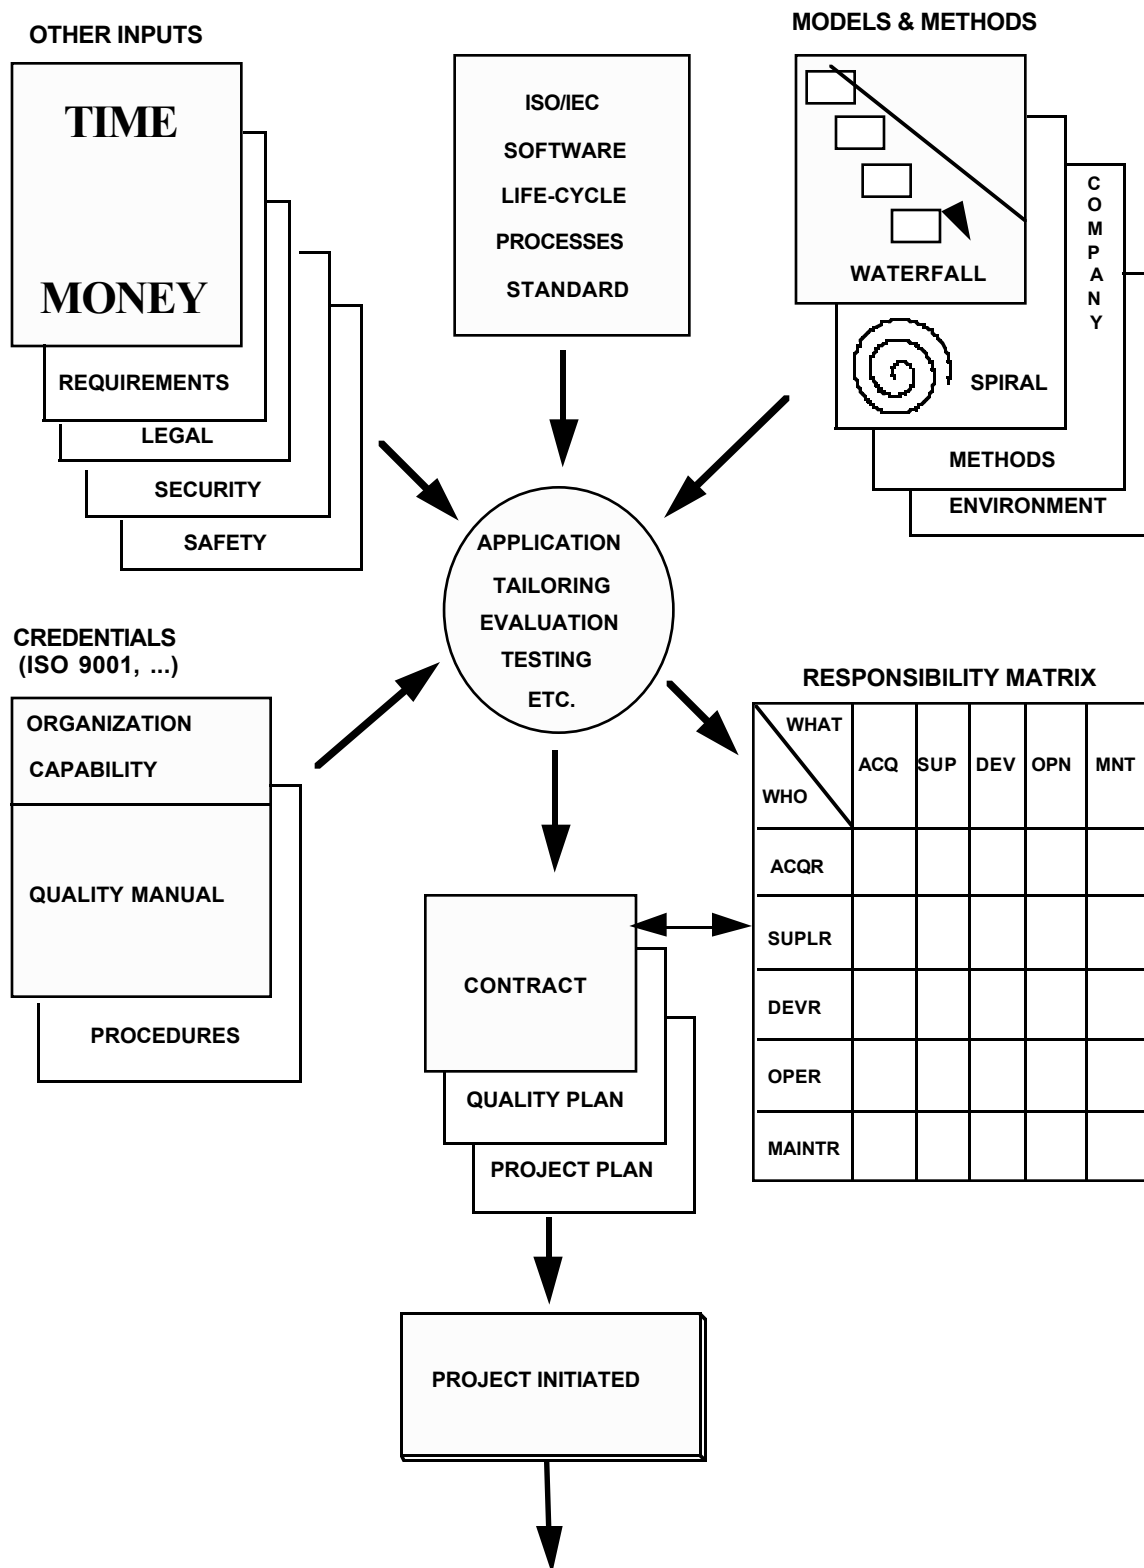 OTHER INPUTS
TIME
MONEY
REQUIREMENTS
LEGAL
SECURITY
SAFETY
ISO/IEC
SOFTWARE
LIFE-CYCLE
PROCESSES
STANDARD
MODELS & METHODS
WATERFALL
SPIRAL
COMPANY
METHODS
ENVIRONMENT
APPLICATION
TAILORING
EVALUATION
TESTING
ETC.
CREDENTIALS
(ISO 9001, ...)
ORGANIZATION
CAPABILITY
QUALITY MANUAL
PROCEDURES
RESPONSIBILITY MATRIX
WHAT
WHO
ACQ SUP DEV OPN MNT
ACQR
SUPLR
DEVR
OPER
MAINTR
CONTRACT
QUALITY PLAN
PROJECT PLAN
PROJECT INITIATED